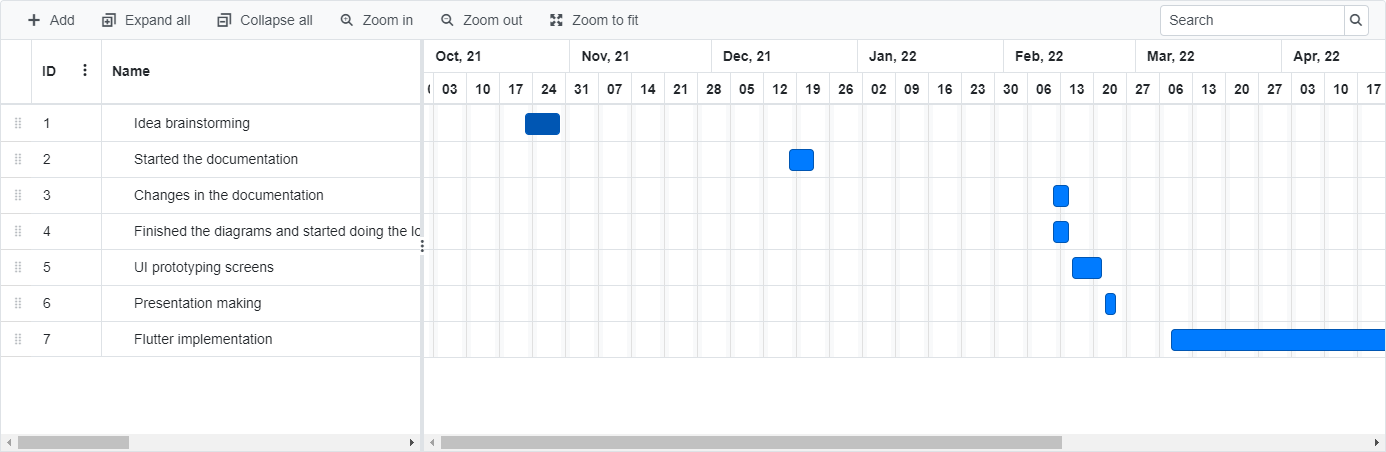 Add Expand all Collapse all Zoom in Zoom out Zoom to fit Search
Oct, 21 Nov, 21 Dec, 21 Jan, 22 Feb, 22 Mar, 22 Apr, 22
ID Name
03 10 17 24 31 07 14 21 28 05 12 19 26 02 09 16 23 30 06 13 20 27 06 13 20 27 03 10 17
1 Idea brainstorming
2 Started the documentation
3 Changes in the documentation
4 Finished the diagrams and started doing the lo
5 UI prototyping screens
6 Presentation making
7 Flutter implementation